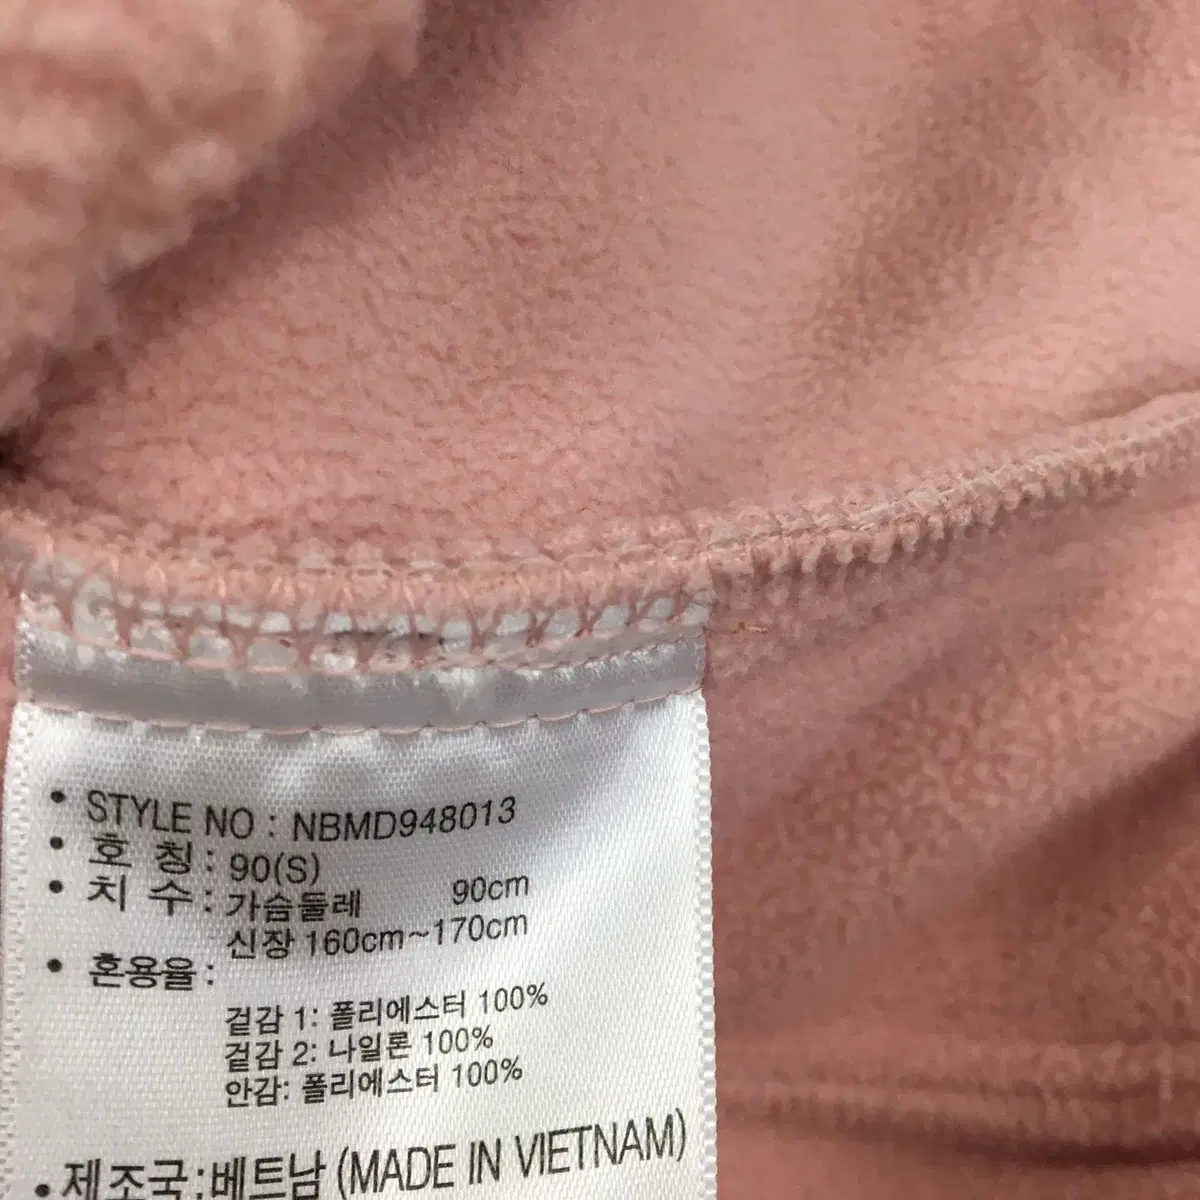 • STYLE NO : NBMD948013
• 호 칭 : 90(S)
• 치 수 : 가슴둘레 90cm
신장 160cm~170cm
• 혼용율 :
겉감 1: 폴리에스터 100%
겉감 2: 나일론 100%
안감: 폴리에스터 100%
• 제조국:베트남 (MADE IN VIETNAM)